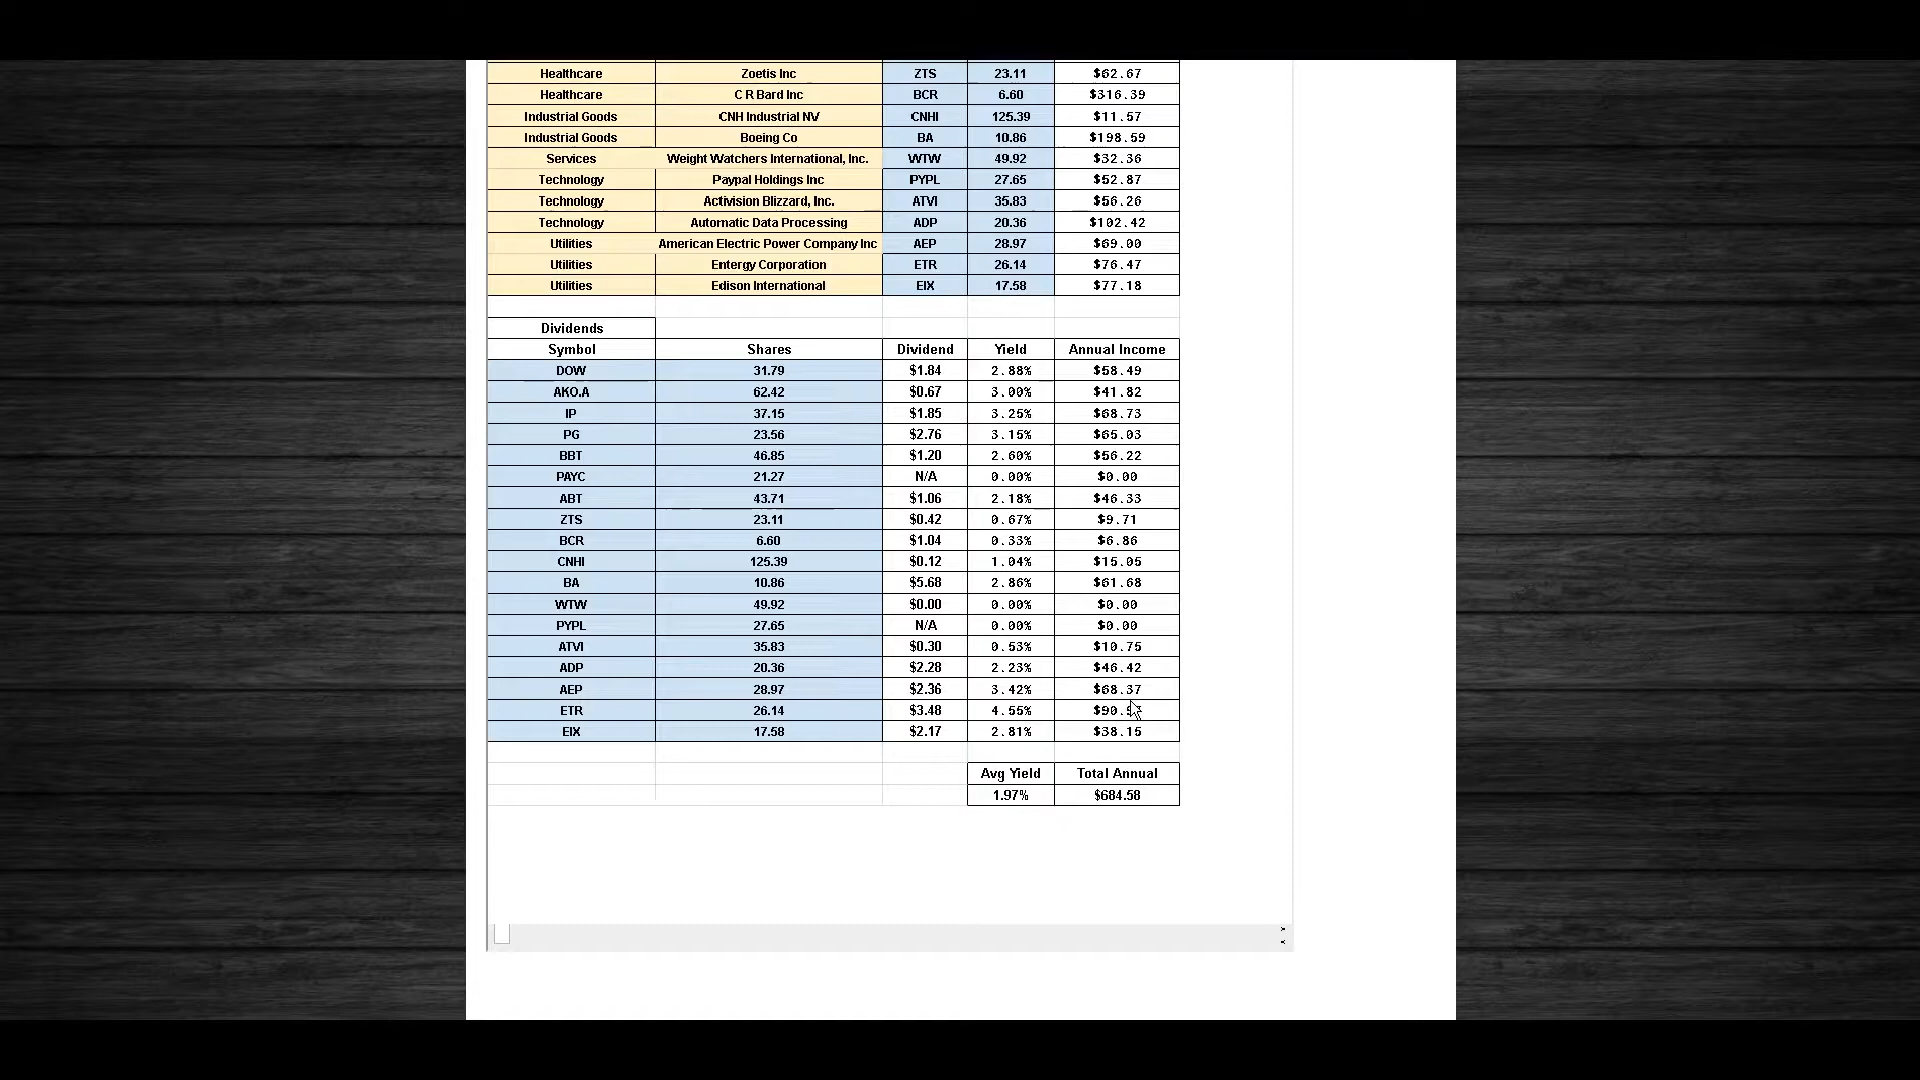 Healthcare Zoetis Inc ZTS 23.11 $62.67
Healthcare C R Bard Inc BCR 6.60 $316.39
Industrial Goods CNH Industrial NV CNHI 125.39 $11.57
Industrial Goods Boeing Co BA 10.86 $198.59
Services Weight Watchers International, Inc. WTW 49.92 $32.36
Technology Paypal Holdings Inc PYPL 27.65 $52.87
Technology Activision Blizzard, Inc. ATVI 35.83 $56.26
Technology Automatic Data Processing ADP 20.36 $102.42
Utilities American Electric Power Company Inc AEP 28.97 $69.00
Utilities Entergy Corporation ETR 26.14 $76.47
Utilities Edison International EIX 17.58 $77.18
Dividends
Symbol Shares Dividend Yield Annual Income
DOW 31.79 $1.84 2.88% $58.49
AKO.A 62.42 $0.67 3.00% $41.82
IP 37.15 $1.85 3.25% $68.73
PG 23.56 $2.76 3.15% $65.03
BBT 46.85 $1.20 2.60% $56.22
PAYC 21.27 N/A 0.00% $0.00
ABT 43.71 $1.06 2.18% $46.33
ZTS 23.11 $0.42 0.67% $9.71
BCR 6.60 $1.04 0.33% $6.86
CNHI 125.39 $0.12 1.04% $15.05
BA 10.86 $5.68 2.86% $61.68
WTW 49.92 $0.00 0.00% $0.00
PYPL 27.65 N/A 0.00% $0.00
ATVI 35.83 $0.30 0.53% $10.75
ADP 20.36 $2.28 2.23% $46.42
AEP 28.97 $2.36 3.42% $68.37
ETR 26.14 $3.48 4.55%
EIX 17.58 $2.17 2.81% $38.15
Avg Yield Total Annual
1.97% $684.58